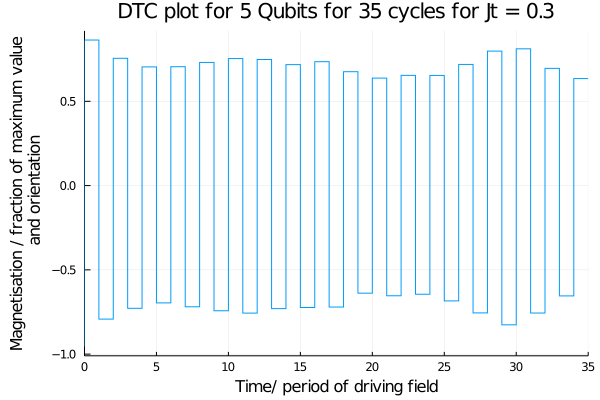 DTC plot for 5 Qubits for 35 cycles for Jt = 0.3
Magnetisation / fraction of maximum value
and orientation
0.5
0.0
−0.5
−1.0
0 5 10 15 20 25 30 35
Time/ period of driving field